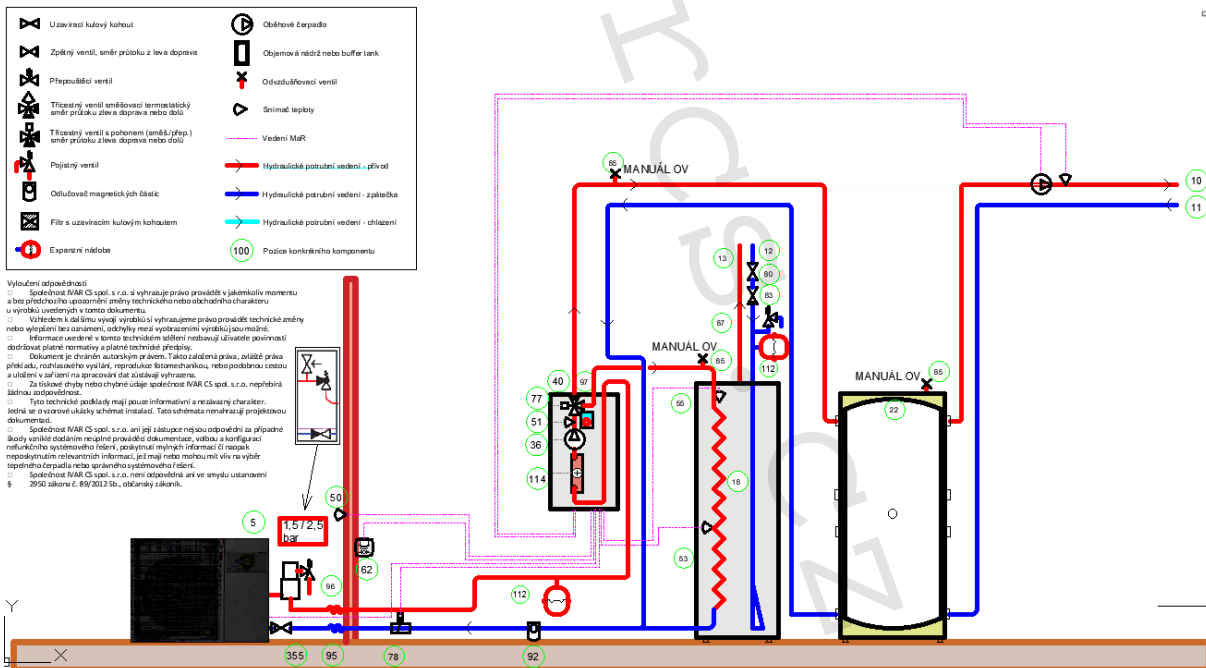 Uzavírací kulový kohout
Zpětný ventil, směr průtoku z leva doprava
Přepouštěcí ventil
Třícestný ventil směšovací termostatický
směr průtoku zleva doprava nebo dolů
Třícestný ventil s pohonem (směš./přep.)
směr průtoku zleva doprava nebo dolů
Pojistný ventil
Odlučovač magnetických částic
Filtr s uzavíracím kulovým kohoutem
Expanzní nádoba
Oběhové čerpadlo
Objemová nádrž nebo buffer tank
Odvzdušňovací ventil
Snímač teploty
Vedení MaR
Hydraulické potrubní vedení - přívod
Hydraulické potrubní vedení - zpátečka
Hydraulické potrubní vedení - chlazení
100 Pozice konkrétního komponentu
Vyloučení odpovědnosti
Společnost IVAR CS spol. s r.o. si vyhrazuje právo provádět v jakémkoliv momentu
a bez předchozího upozornění změny technického nebo obchodního charakteru
u výrobků uvedených v tomto dokumentu.
Vzhledem k dalšímu vývoji výrobků si vyhrazujeme právo provádět technické změny
nebo vylepšení bez oznámení, odchylky mezi vyobrazeními výrobků jsou možné.
Informace uvedené v tomto technickém sdělení nezbavují uživatele povinnosti
dodržovat platné normativy a platné technické předpisy.
Dokument je chráněn autorským právem. Takto založená práva, zvláště práva
překladu, rozhlasového vysílání, reprodukce fotomechanikou, nebo podobnou cestou
a uložení v zařízení na zpracování dat zůstávají vyhrazena.
Za tiskové chyby nebo chybné údaje společnost IVAR CS spol. s r.o. nepřebírá
žádnou zodpovědnost.
Tyto technické podklady mají pouze informativní a nezávazný charakter.
Jedná se o vzorové ukázky schémat instalací. Tato schémata nenahrazují projektovou
dokumentaci.
Společnost IVAR CS spol. s r.o. ani její zástupce nejsou odpovědní za případné
škody vzniklé dodáním neúplné prováděcí dokumentace, volbou a konfigurací
nefunkčního systémového řešení, poskytnutí mylných informací či naopak
neposkytnutím relevantních informací, jež mají nebo mohou mít vliv na výběr
tepelného čerpadla nebo správného systémového řešení.
Společnost IVAR CS spol. s r.o. není odpovědná ani ve smyslu ustanovení
§ 2950 zákona č. 89/2012 Sb., občanský zákoník.
85
MANUÁL OV
10
11
13
12
80
83
87
112
MANUÁL OV
85
MANUÁL OV
85
40
97
77
51
36
114
55
22
18
53
50
5
1,5 / 2,5
bar
62
96
112
355
95
78
92
Y
X